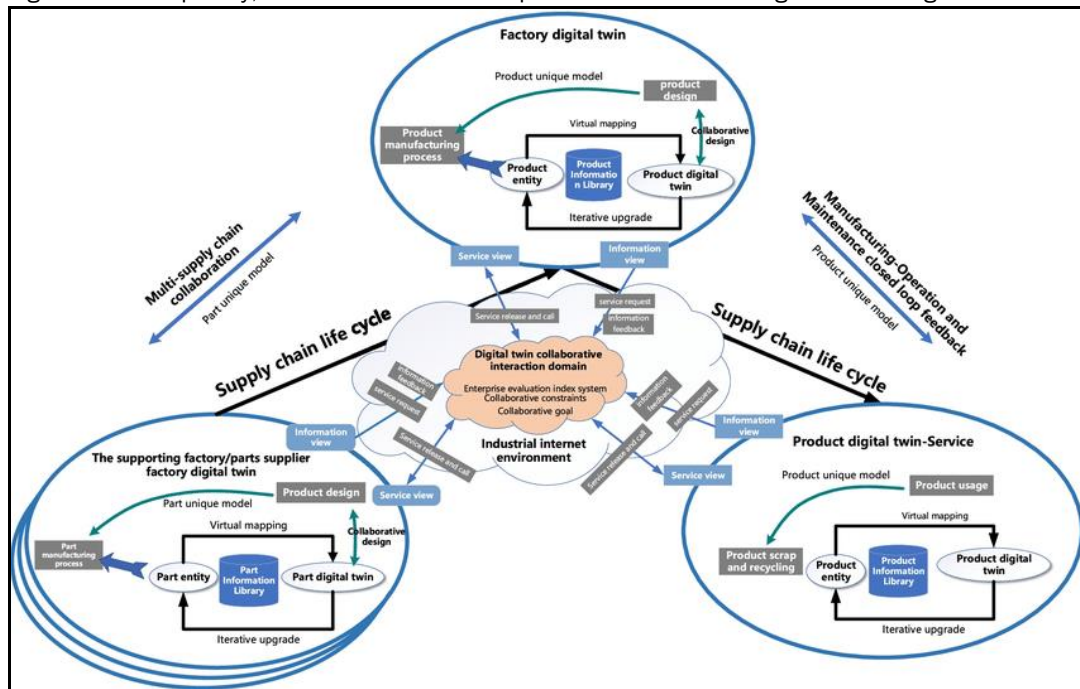 Factory digital twin
Product unique model
product
design
Product
manufacturing
process
Virtual mapping
Collaborative
design
Product
entity
Product
Informatio
n Library
Product digital
twin
Iterative upgrade
Service view
Information
view
Multi-supply chain
collaboration
Part unique model
Manufacturing-Operation and
Maintenance closed loop feedback
Product unique model
Supply chain life cycle
Supply chain life cycle
Service release and call
service request
information
feedback
Digital twin collaborative
interaction domain
Enterprise evaluation index system
Collaborative constraints
Collaborative goal
Industrial internet
environment
information
feedback
service request
Service release and call
information
feedback
service request
Service release and call
Information
view
Service view
Information
view
Service view
The supporting factory/parts supplier
factory digital twin
Product design
Part unique model
Part
manufacturing
process
Virtual mapping
Collaborative
design
Part entity
Part
Information
Library
Part digital twin
Iterative upgrade
Product digital twin-Service
Product unique model
Product usage
Virtual mapping
Product scrap
and recycling
Product
entity
Product
Information
Library
Product digital
twin
Iterative upgrade